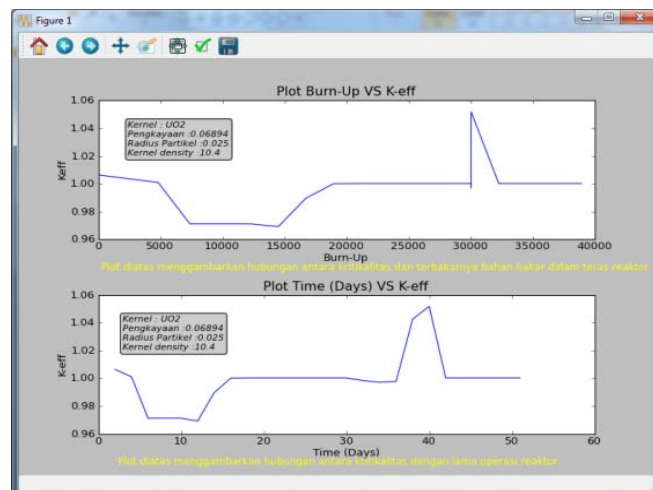 Figure 1
Plot Burn-Up VS K-eff
1.06
1.04
1.02
1.00
0.98
0.96
Keff
Kernel : UO2
Pengkayaan :0.06894
Radius Partikel :0.025
Kernel density :10.4
0 5000 10000 15000 20000 25000 30000 35000 40000
Burn-Up
Plot diatas menggambarkan hubungan antara kritikalitas dan terbakarnya bahan bakar dalam teras reaktor
Plot Time (Days) VS K-eff
1.06
1.04
1.02
1.00
0.98
0.96
K-eff
Kernel : UO2
Pengkayaan :0.06894
Radius Partikel :0.025
Kernel density :10.4
0 10 20 30 40 50 60
Time (Days)
Plot diatas menggambarkan hubungan antara kritikalitas dengan lama operasi reaktor